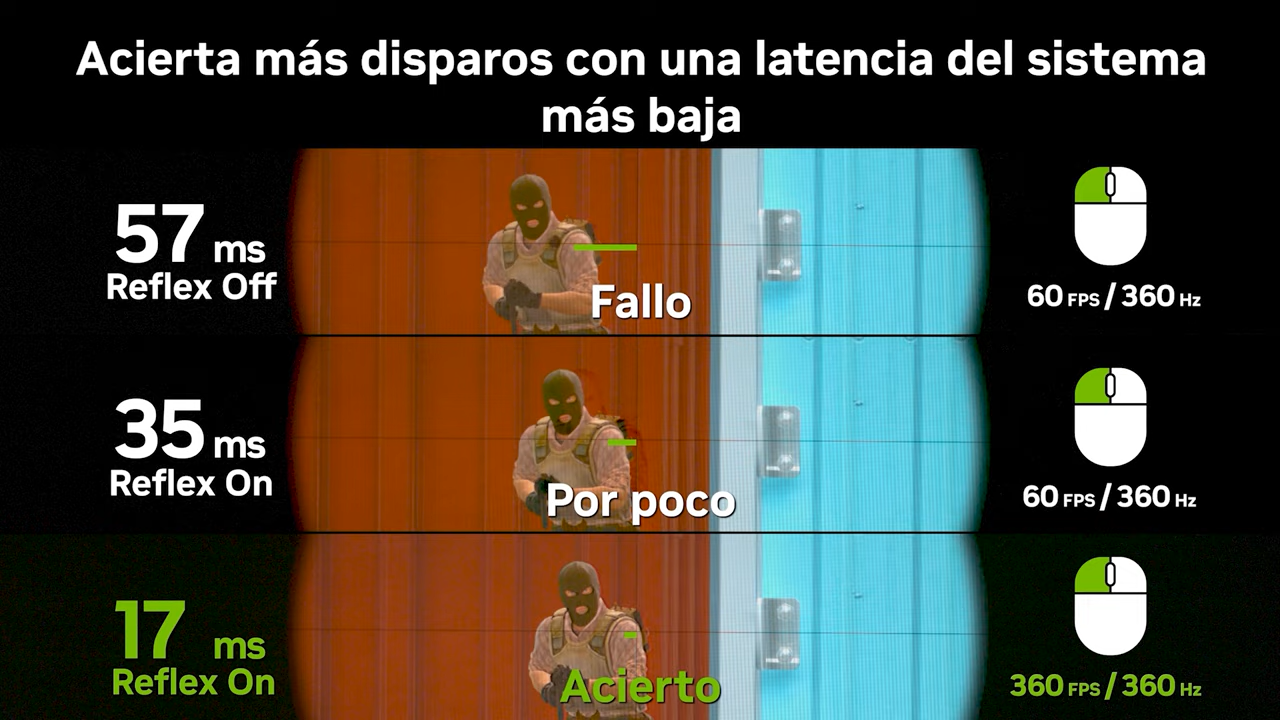 Acierta más disparos con una latencia del sistema
más baja
57 ms
Reflex Off
Fallo
60 FPS / 360 Hz
35 ms
Reflex On
Por poco
60 FPS / 360 Hz
17 ms
Reflex On
Acierto
360 FPS / 360 Hz